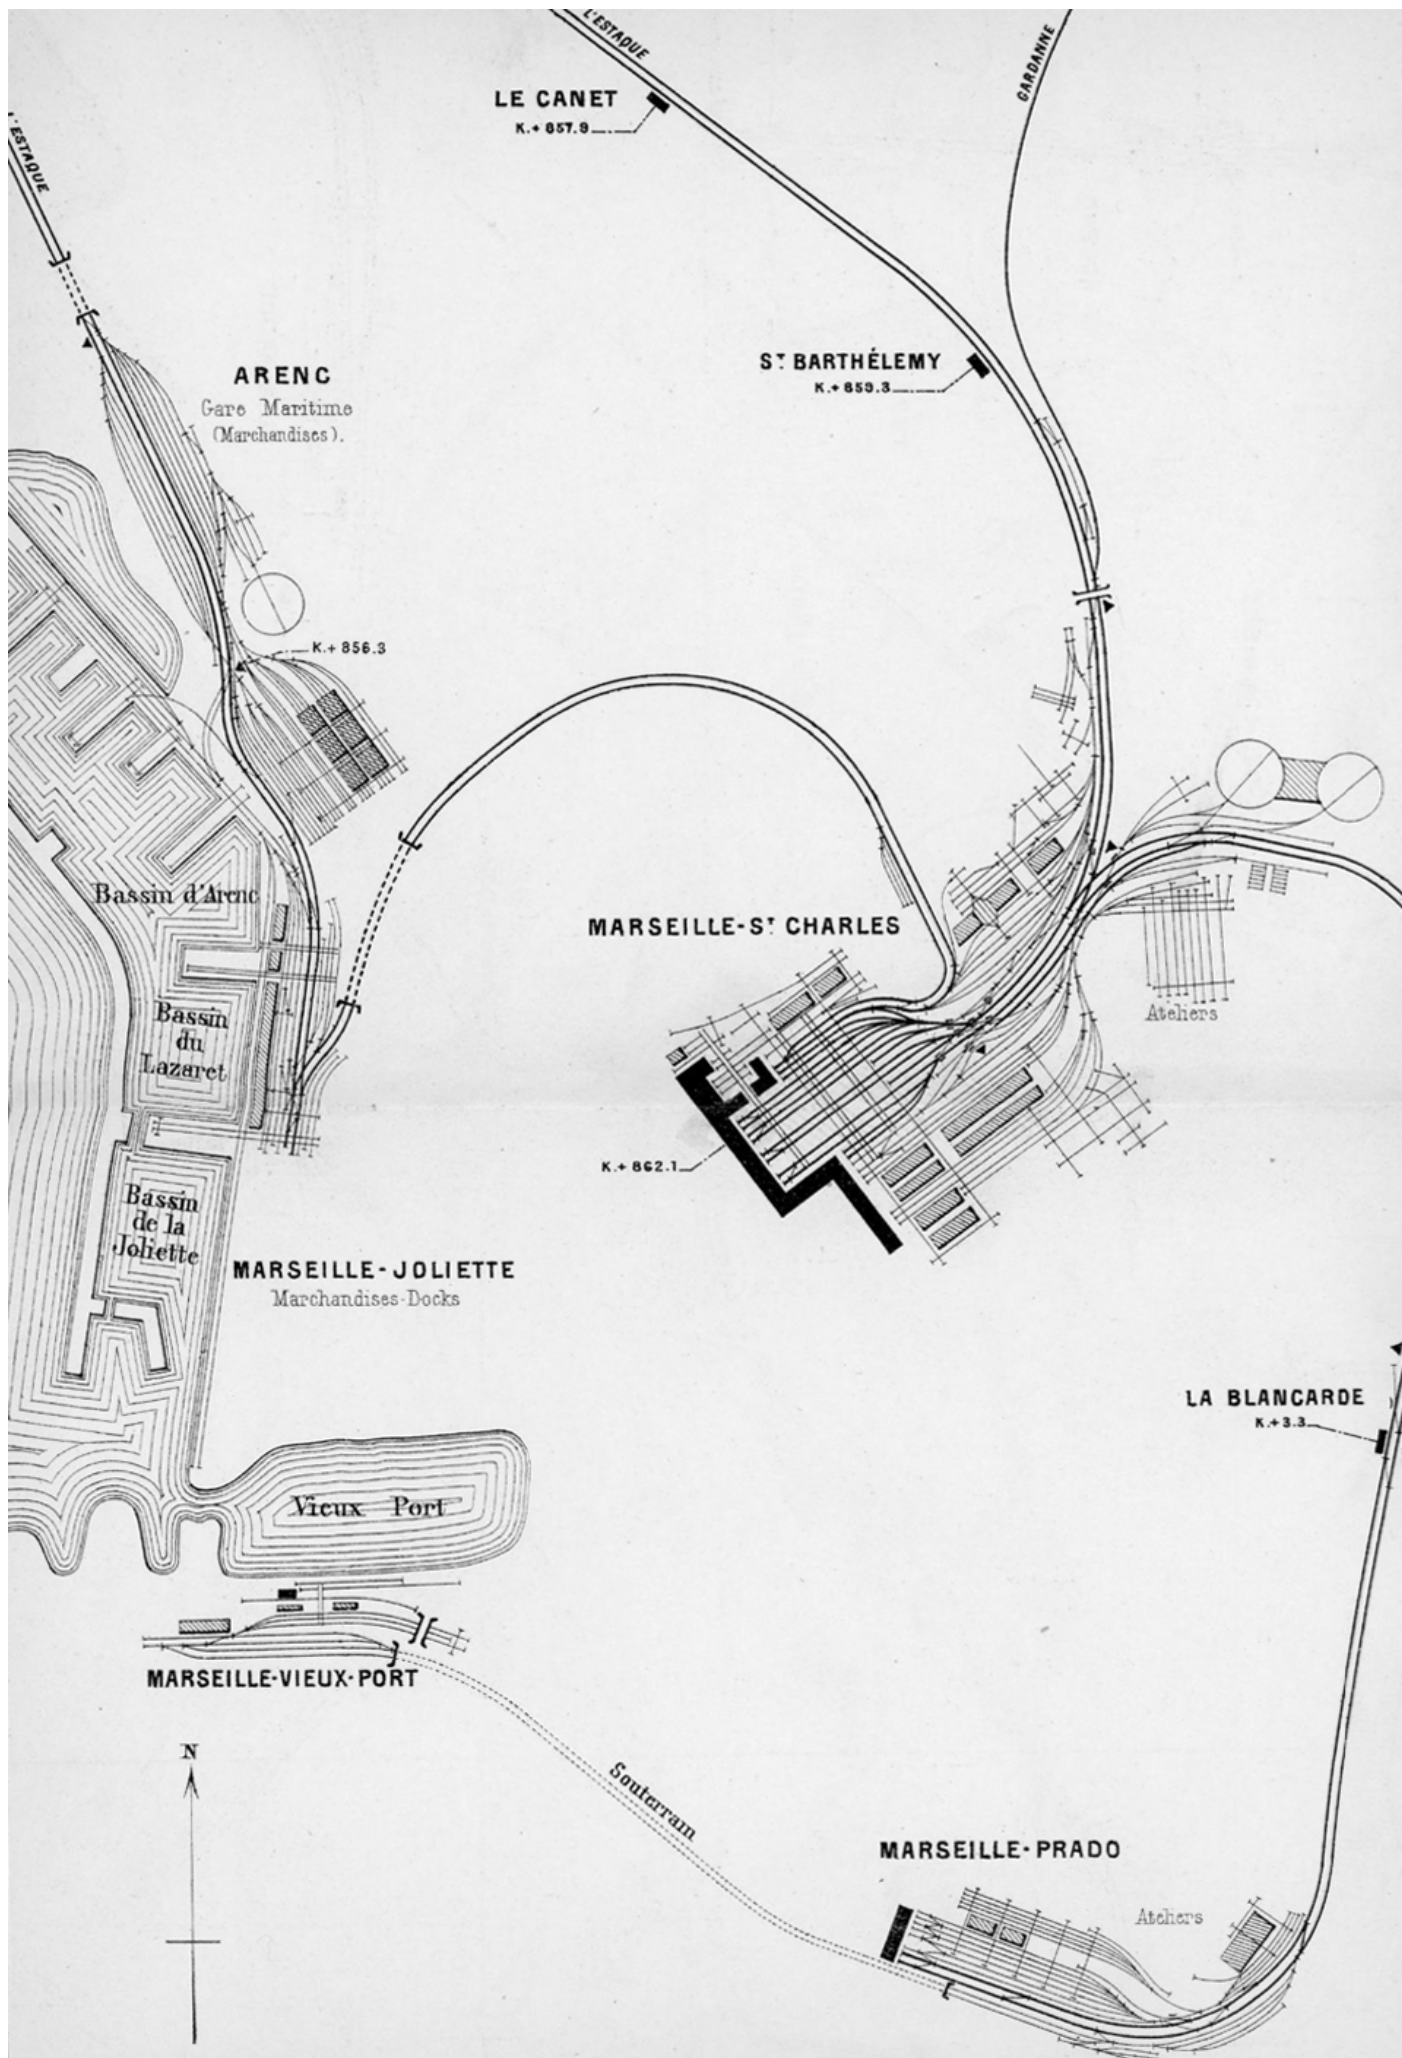 L'ESTAQUE
GARDANNE
LE CANET
K.+ 857.9
L'ESTAQUE
ST BARTHÉLEMY
K.+ 859.3
ARENC
Gare Maritime
(Marchandises).
K.+ 856.3
Bassin d'Arenc
MARSEILLE-ST CHARLES
Bassin
du
Lazaret
Ateliers
K.+ 862.1
Bassin
de la
Joliette
MARSEILLE-JOLIETTE
Marchandises-Docks
LA BLANCARDE
K.+3.3
Vieux Port
MARSEILLE-VIEUX-PORT
N
Souterrain
MARSEILLE-PRADO
Ateliers